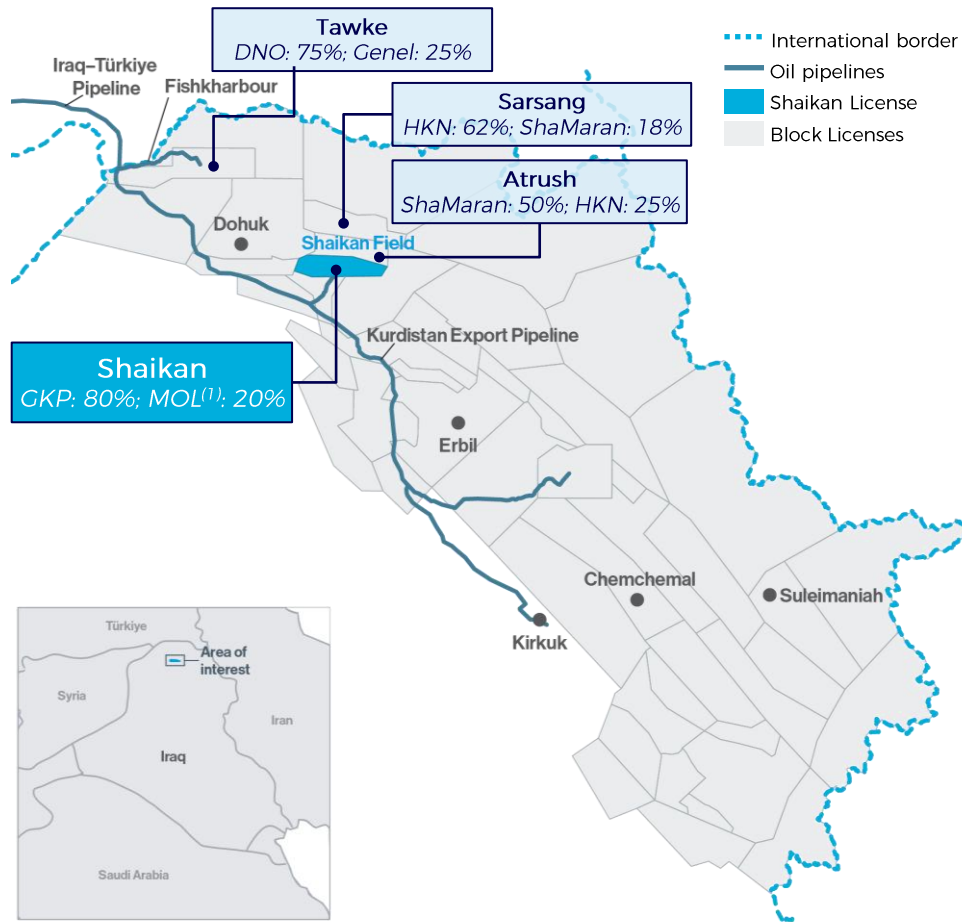 Tawke
DNO: 75%; Genel: 25%
Iraq–Türkiye
Pipeline
Fishkharbour
International border
Oil pipelines
Shaikan License
Block Licenses
Sarsang
HKN: 62%; ShaMaran: 18%
Atrush
ShaMaran: 50%; HKN: 25%
Dohuk
Shaikan Field
Shaikan
GKP: 80%; MOL(1): 20%
Kurdistan Export Pipeline
Erbil
Chemchemal
Suleimaniah
Kirkuk
Türkiye
Area of
interest
Syria
Iran
Iraq
Saudi Arabia